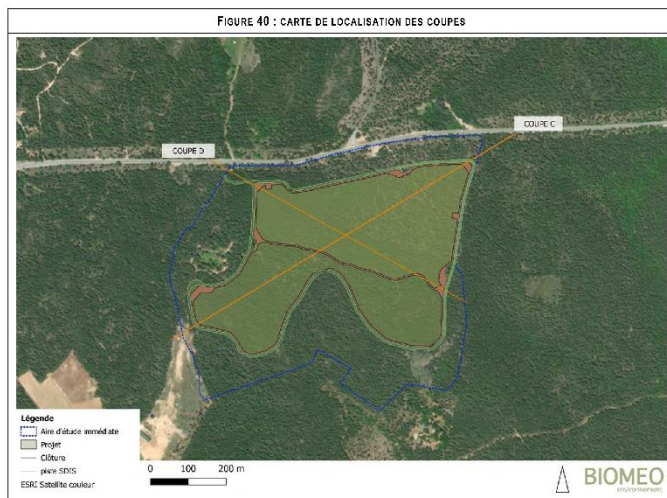 FIGURE 40 : CARTE DE LOCALISATION DES COUPES
COUPE C
COUPE D
Légende
Aire d'étude immédiate
Projet
Clôture
piste SDIS
ESRI Satellite couleur
0 100 200 m
BIOMEO
environnement